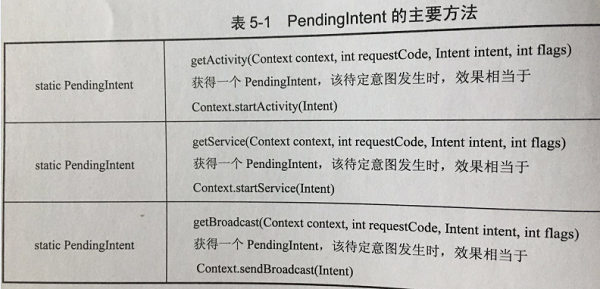 表 5-1 PendingIntent 的主要方法
static PendingIntent
getActivity(Context context, int requestCode, Intent intent, int flags)
获得一个 PendingIntent，该待定意图发生时，效果相当于
Context.startActivity(Intent)
static PendingIntent
getService(Context context, int requestCode, Intent intent, int flags)
获得一个 PendingIntent，该待定意图发生时，效果相当于
Context.startService(Intent)
static PendingIntent
getBroadcast(Context context, int requestCode, Intent intent, int flags)
获得一个 PendingIntent，该待定意图发生时，效果相当于
Context.sendBroadcast(Intent)